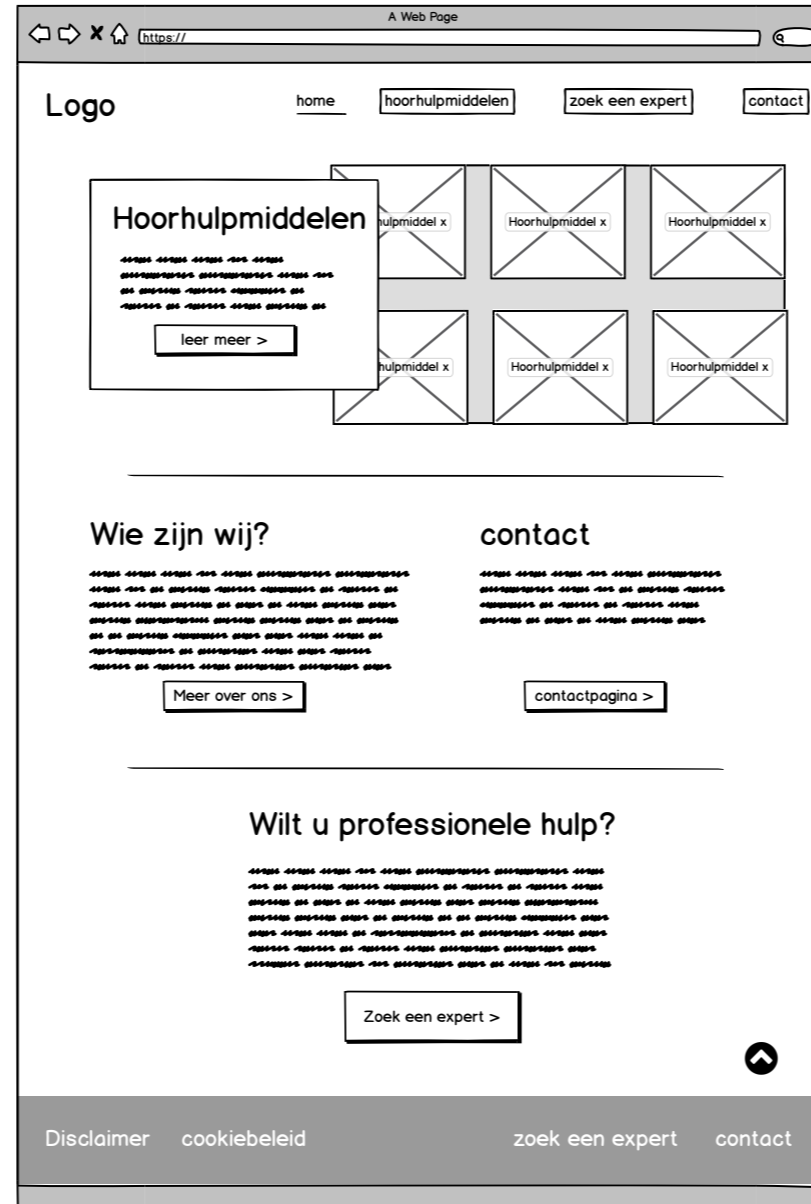 A Web Page
https://
Logo
home
hoorhulpmiddelen
zoek een expert
contact
Hoorhulpmiddelen
leer meer >
hulpmiddel x
Hoorhulpmiddel x
Hoorhulpmiddel x
hulpmiddel x
Hoorhulpmiddel x
Hoorhulpmiddel x
Wie zijn wij?
Meer over ons >
contact
contactpagina >
Wilt u professionele hulp?
Zoek een expert >
Disclaimer
cookiebeleid
zoek een expert
contact